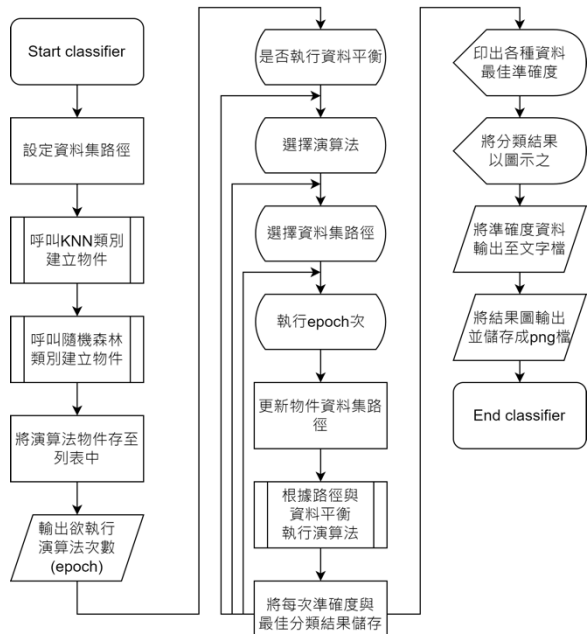 Start classifier
設定資料集路徑
呼叫KNN類別
建立物件
呼叫隨機森林
類別建立物件
將演算法物件存至
列表中
輸出欲執行
演算法次數
(epoch)
是否執行資料平衡
選擇演算法
選擇資料集路徑
執行epoch次
更新物件資料集路
徑
根據路徑與
資料平衡
執行演算法
將每次準確度與
最佳分類結果儲存
印出各種資料
最佳準確度
將分類結果
以圖示之
將準確度資料
輸出至文字檔
將結果圖輸出
並儲存成png檔
End classifier